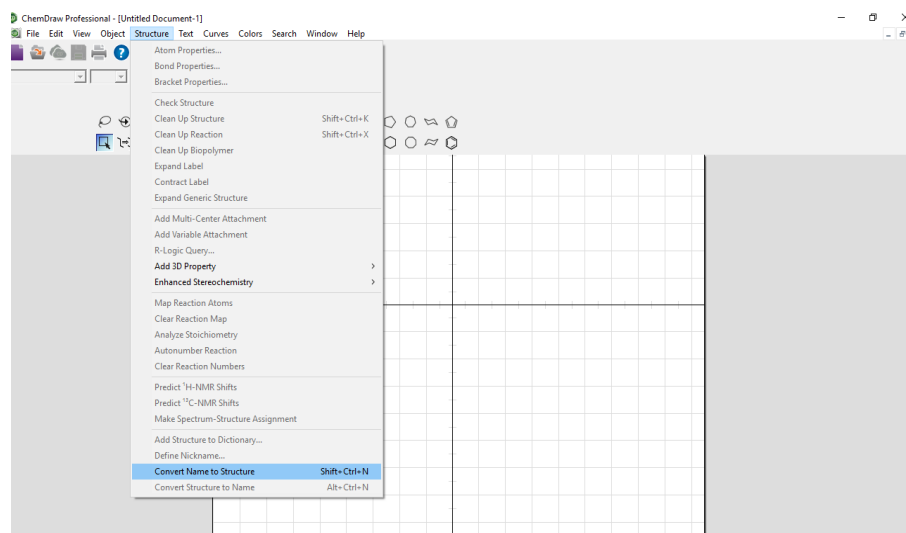 ChemDraw Professional - [Untitled Document-1]
File Edit View Object Structure Text Curves Colors Search Window Help
Atom Properties...
Bond Properties...
Bracket Properties...
Check Structure
Clean Up Structure Shift+Ctrl+K
Clean Up Reaction Shift+Ctrl+X
Clean Up Biopolymer
Expand Label
Contract Label
Expand Generic Structure
Add Multi-Center Attachment
Add Variable Attachment
R-Logic Query...
Add 3D Property
Enhanced Stereochemistry
Map Reaction Atoms
Clear Reaction Map
Analyze Stoichiometry
Autonumber Reaction
Clear Reaction Numbers
Predict ¹H-NMR Shifts
Predict ¹³C-NMR Shifts
Make Spectrum-Structure Assignment
Add Structure to Dictionary...
Define Nickname...
Convert Name to Structure Shift+Ctrl+N
Convert Structure to Name Alt+Ctrl+N